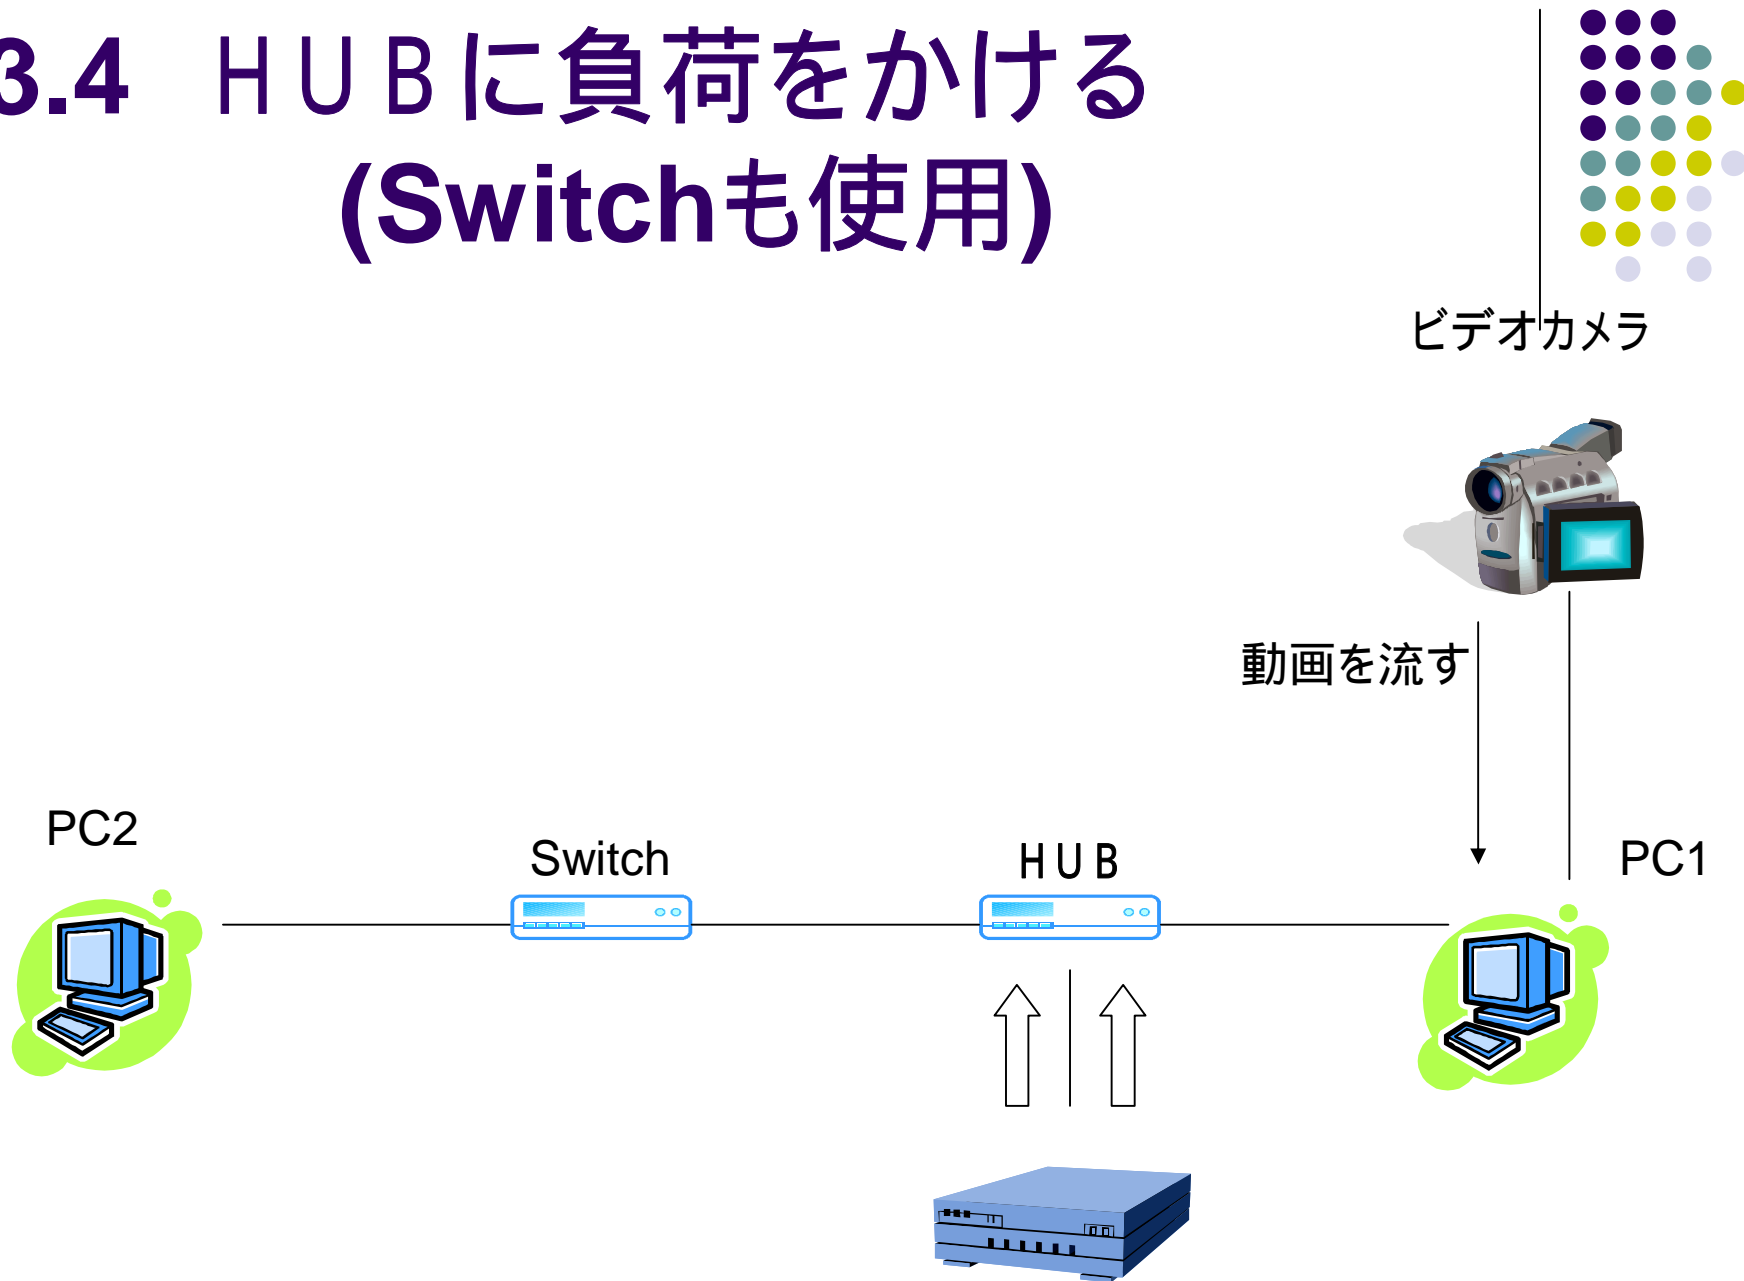 3.4 ＨＵＢに負荷をかける
(Switchも使用)
ビデオカメラ
動画を流す
PC2
Switch
ＨＵＢ
PC1